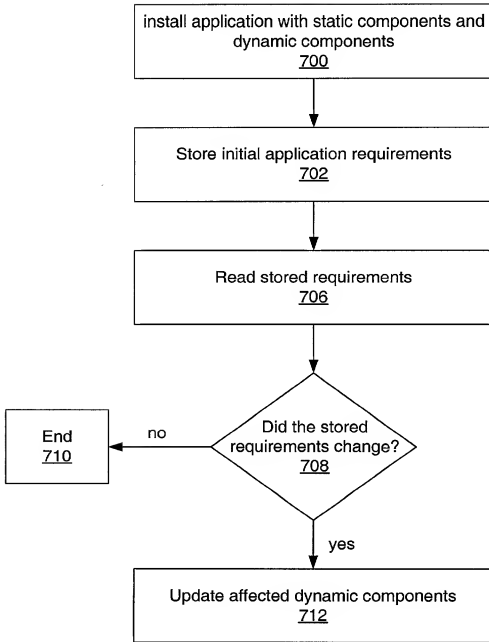 install application with static components and
dynamic components
700
Store initial application requirements
702
Read stored requirements
706
Did the stored
requirements change?
708
no
End
710
yes
Update affected dynamic components
712